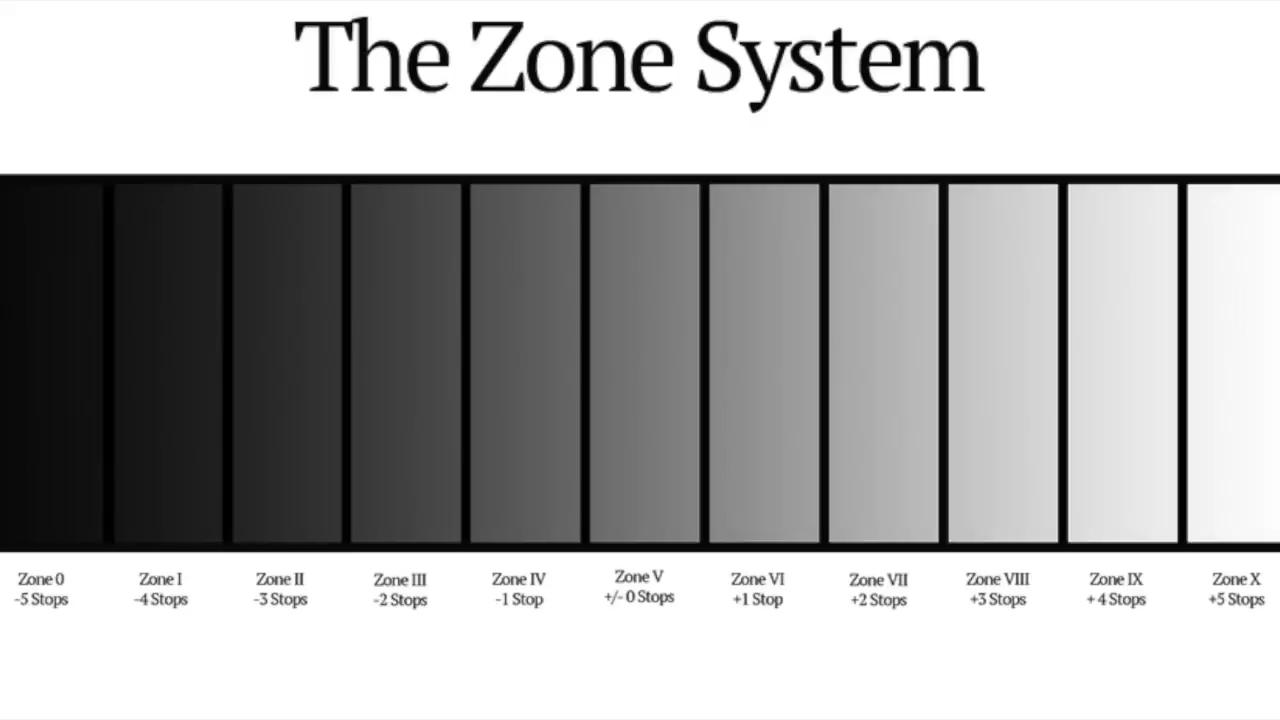 The Zone System
Zone 0
-5 Stops
Zone I
-4 Stops
Zone II
-3 Stops
Zone III
-2 Stops
Zone IV
-1 Stop
Zone V
+/- 0 Stops
Zone VI
+1 Stop
Zone VII
+2 Stops
Zone VIII
+3 Stops
Zone IX
+ 4 Stops
Zone X
+5 Stops